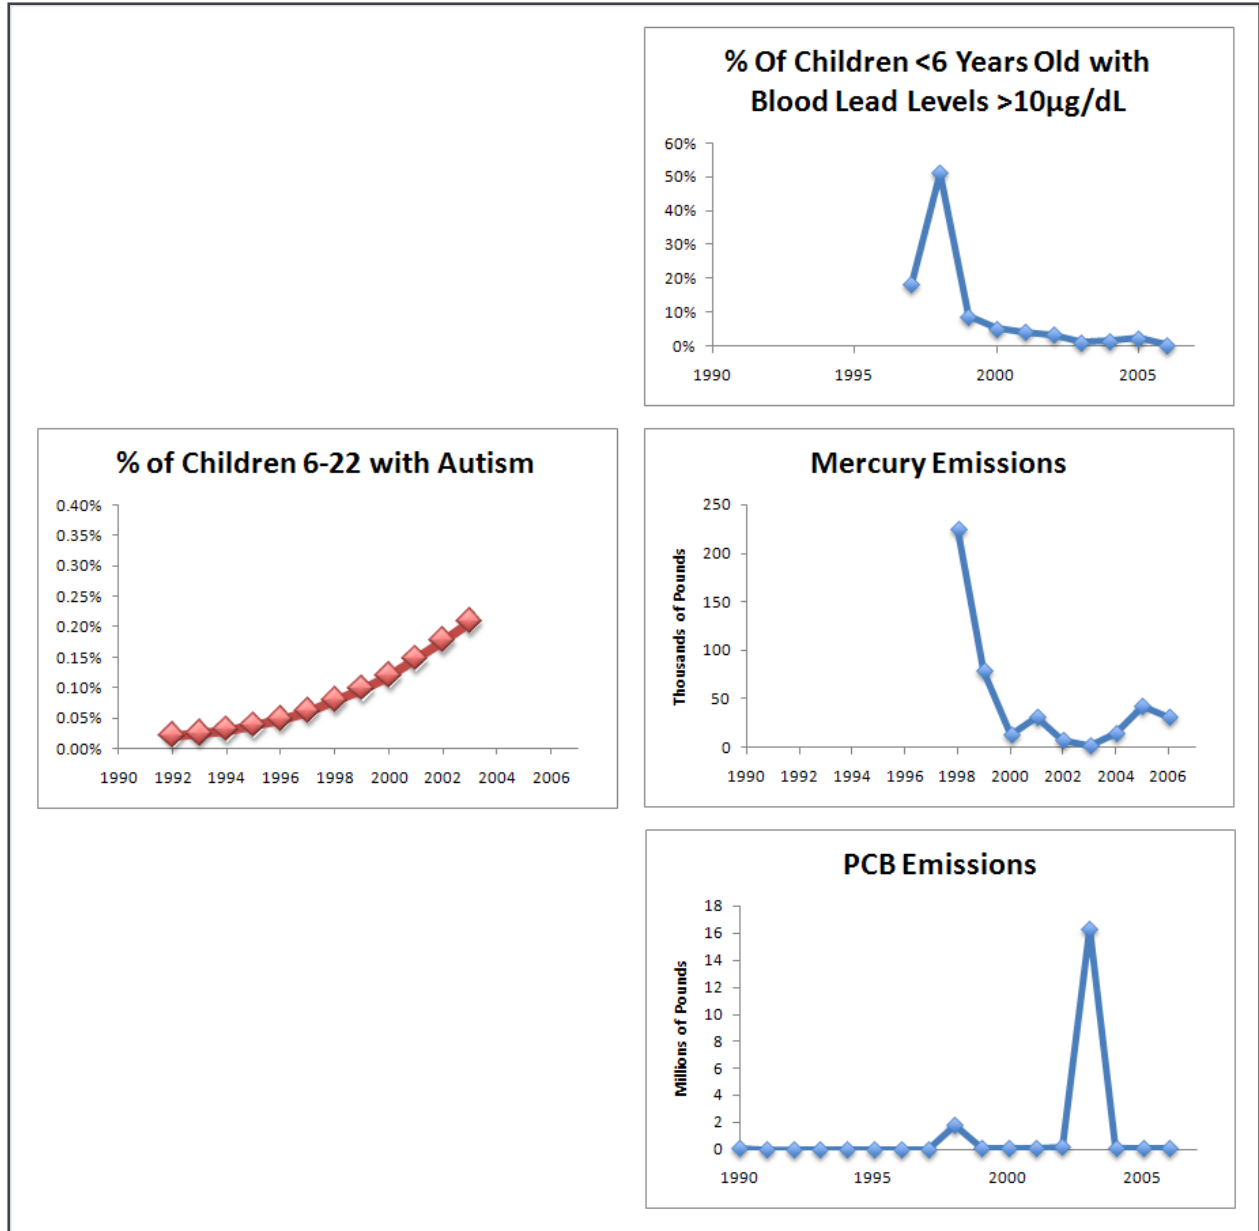 % Of Children <6 Years Old with
Blood Lead Levels >10µg/dL
60%
50%
40%
30%
20%
10%
0%
1990 1995 2000 2005
% of Children 6-22 with Autism
0.40%
0.35%
0.30%
0.25%
0.20%
0.15%
0.10%
0.05%
0.00%
1990 1992 1994 1996 1998 2000 2002 2004 2006
Mercury Emissions
Thousands of Pounds
250
200
150
100
50
0
1990 1992 1994 1996 1998 2000 2002 2004 2006
PCB Emissions
Millions of Pounds
18
16
14
12
10
8
6
4
2
0
1990 1995 2000 2005